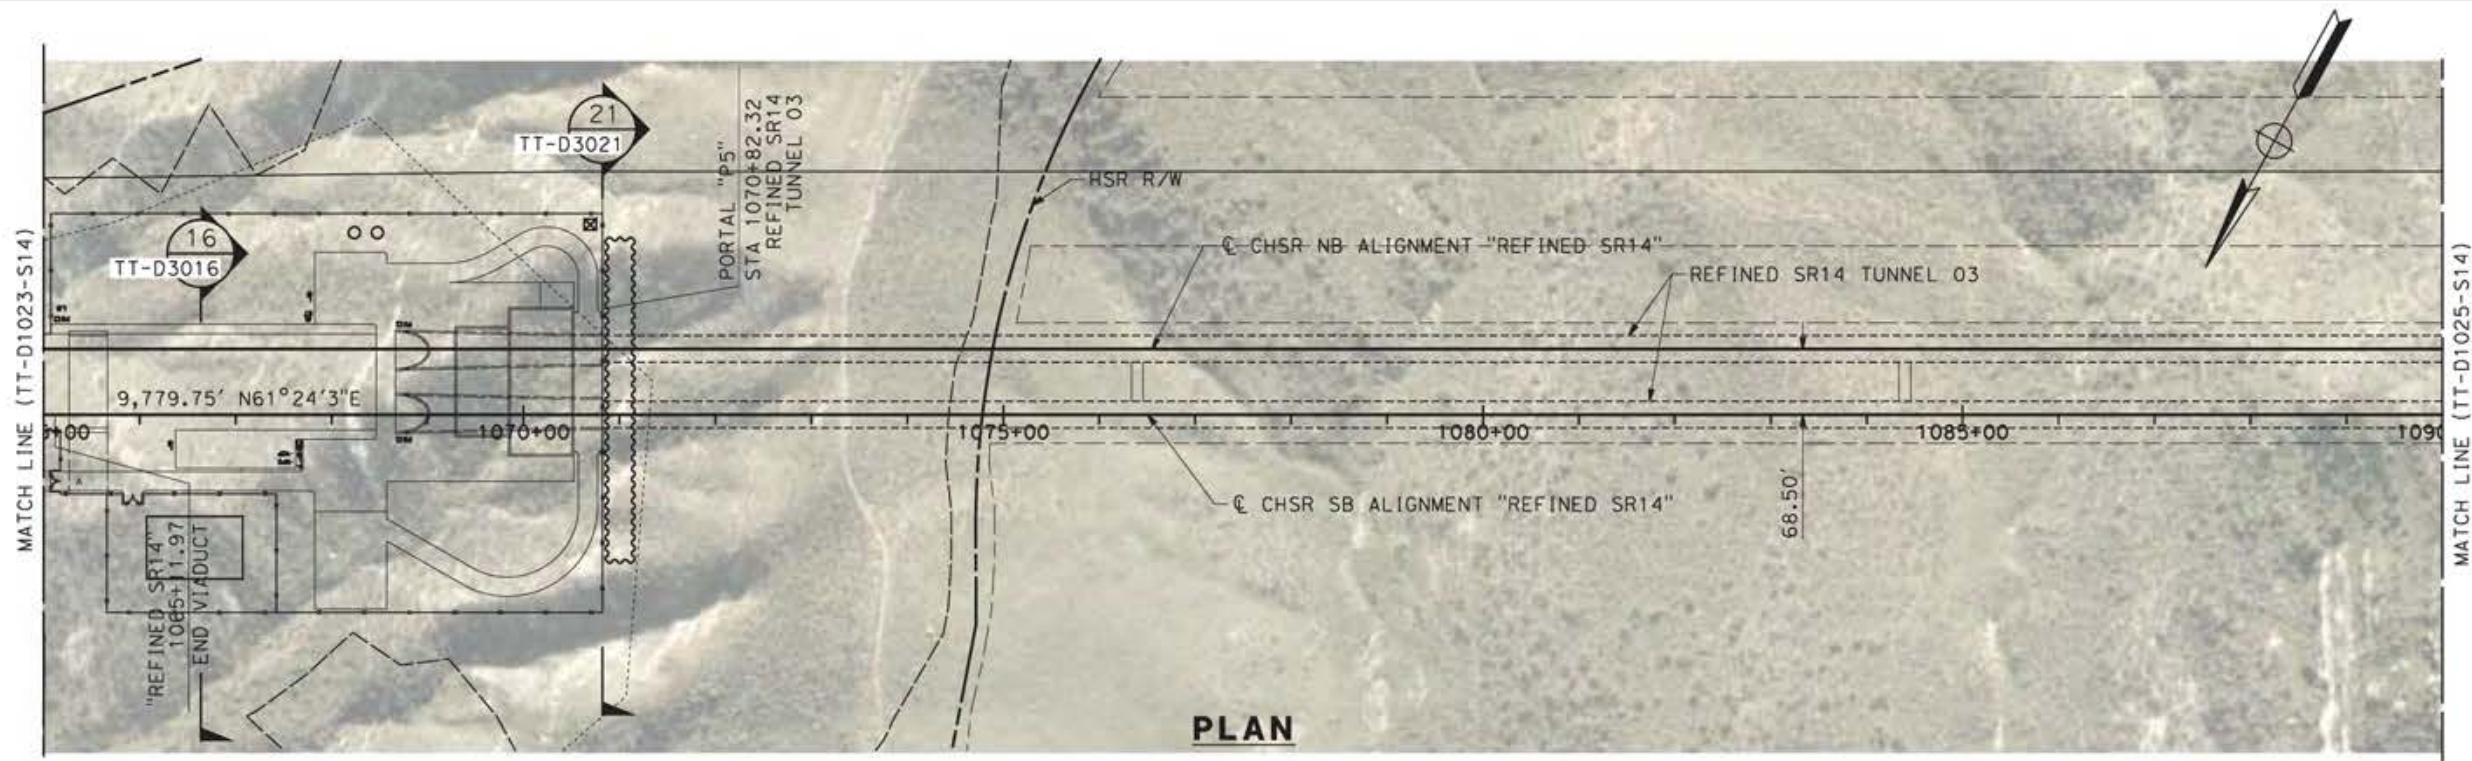 MATCH LINE (TT-D1023-S14)
21
TT-D3021
16
TT-D3016
PORTAL "P5"
STA 1070+82.32
REFINED SR14
TUNNEL 03
HSR R/W
℄ CHSR NB ALIGNMENT "REFINED SR14"
REFINED SR14 TUNNEL 03
9,779.75' N61°24'3"E
+00
1070+00
1075+00
1080+00
1085+00
1090
℄ CHSR SB ALIGNMENT "REFINED SR14"
68.50'
"REFINED SR14"
1065+11.97
END VIADUCT
PLAN
MATCH LINE (TT-D1025-S14)